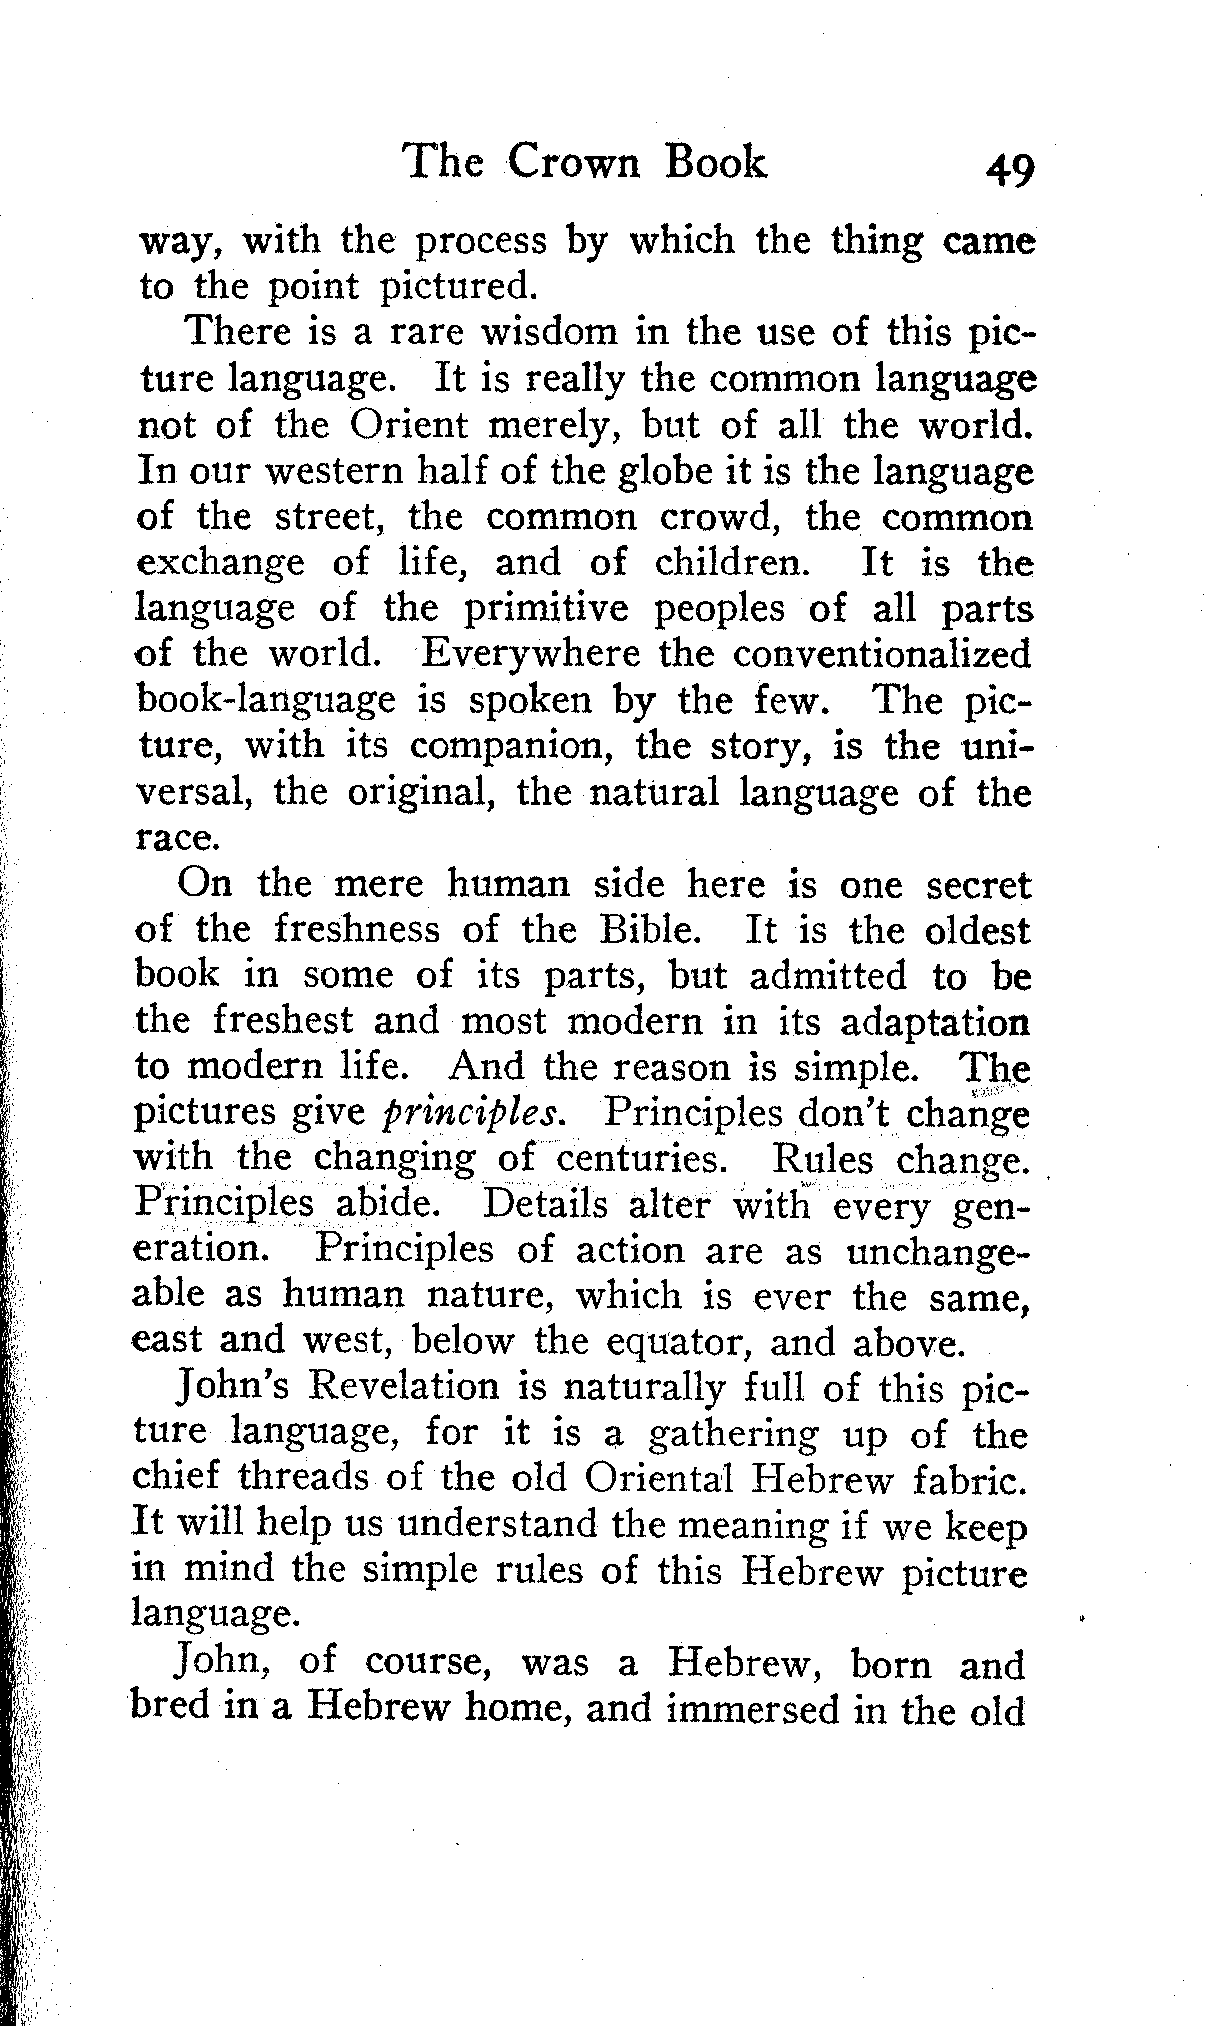 The Crown Book 49
way, with the process by which the thing came
to the point pictured.
There is a rare wisdom in the use of this pic-
ture language. It is really the common language
not of the Orient merely, but of all the world.
In our western half of the globe it is the language
of the street, the common crowd, the common
exchange of life, and of children. It is the
language of the primitive peoples of all parts
of the world. Everywhere the conventionalized
book-language is spoken by the few. The pic-
ture, with its companion, the story, is the uni-
versal, the original, the natural language of the
race.
On the mere human side here is one secret
of the freshness of the Bible. It is the oldest
book in some of its parts, but admitted to be
the freshest and most modern in its adaptation
to modern life. And the reason is simple. The
pictures give principles. Principles don't change
with the changing of centuries. Rules change.
Principles abide. Details alter with every gen-
eration. Principles of action are as unchange-
able as human nature, which is ever the same,
east and west, below the equator, and above.
John's Revelation is naturally full of this pic-
ture language, for it is a gathering up of the
chief threads of the old Oriental Hebrew fabric.
It will help us understand the meaning if we keep
in mind the simple rules of this Hebrew picture
language.
John, of course, was a Hebrew, born and
bred in a Hebrew home, and immersed in the old